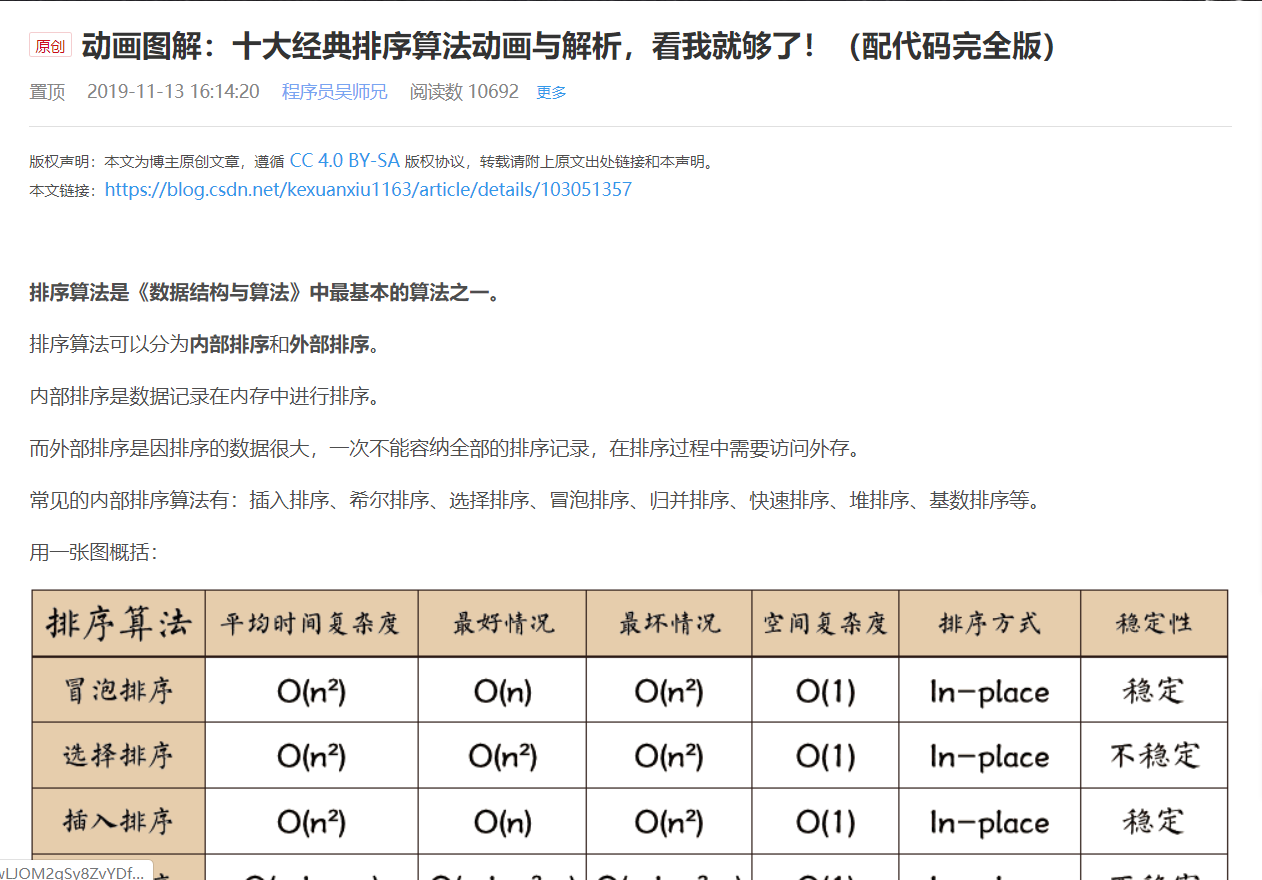 原创 动画图解：十大经典排序算法动画与解析，看我就够了！（配代码完全版）
置顶 2019-11-13 16:14:20 程序员吴师兄 阅读数 10692 更多
版权声明：本文为博主原创文章，遵循 CC 4.0 BY-SA 版权协议，转载请附上原文出处链接和本声明。
本文链接：https://blog.csdn.net/kexuanxiu1163/article/details/103051357
排序算法是《数据结构与算法》中最基本的算法之一。
排序算法可以分为内部排序和外部排序。
内部排序是数据记录在内存中进行排序。
而外部排序是因排序的数据很大，一次不能容纳全部的排序记录，在排序过程中需要访问外存。
常见的内部排序算法有：插入排序、希尔排序、选择排序、冒泡排序、归并排序、快速排序、堆排序、基数排序等。
用一张图概括：
排序算法 平均时间复杂度 最好情况 最坏情况 空间复杂度 排序方式 稳定性
冒泡排序 O(n²) O(n) O(n²) O(1) In-place 稳定
选择排序 O(n²) O(n²) O(n²) O(1) In-place 不稳定
插入排序 O(n²) O(n) O(n²) O(1) In-place 稳定